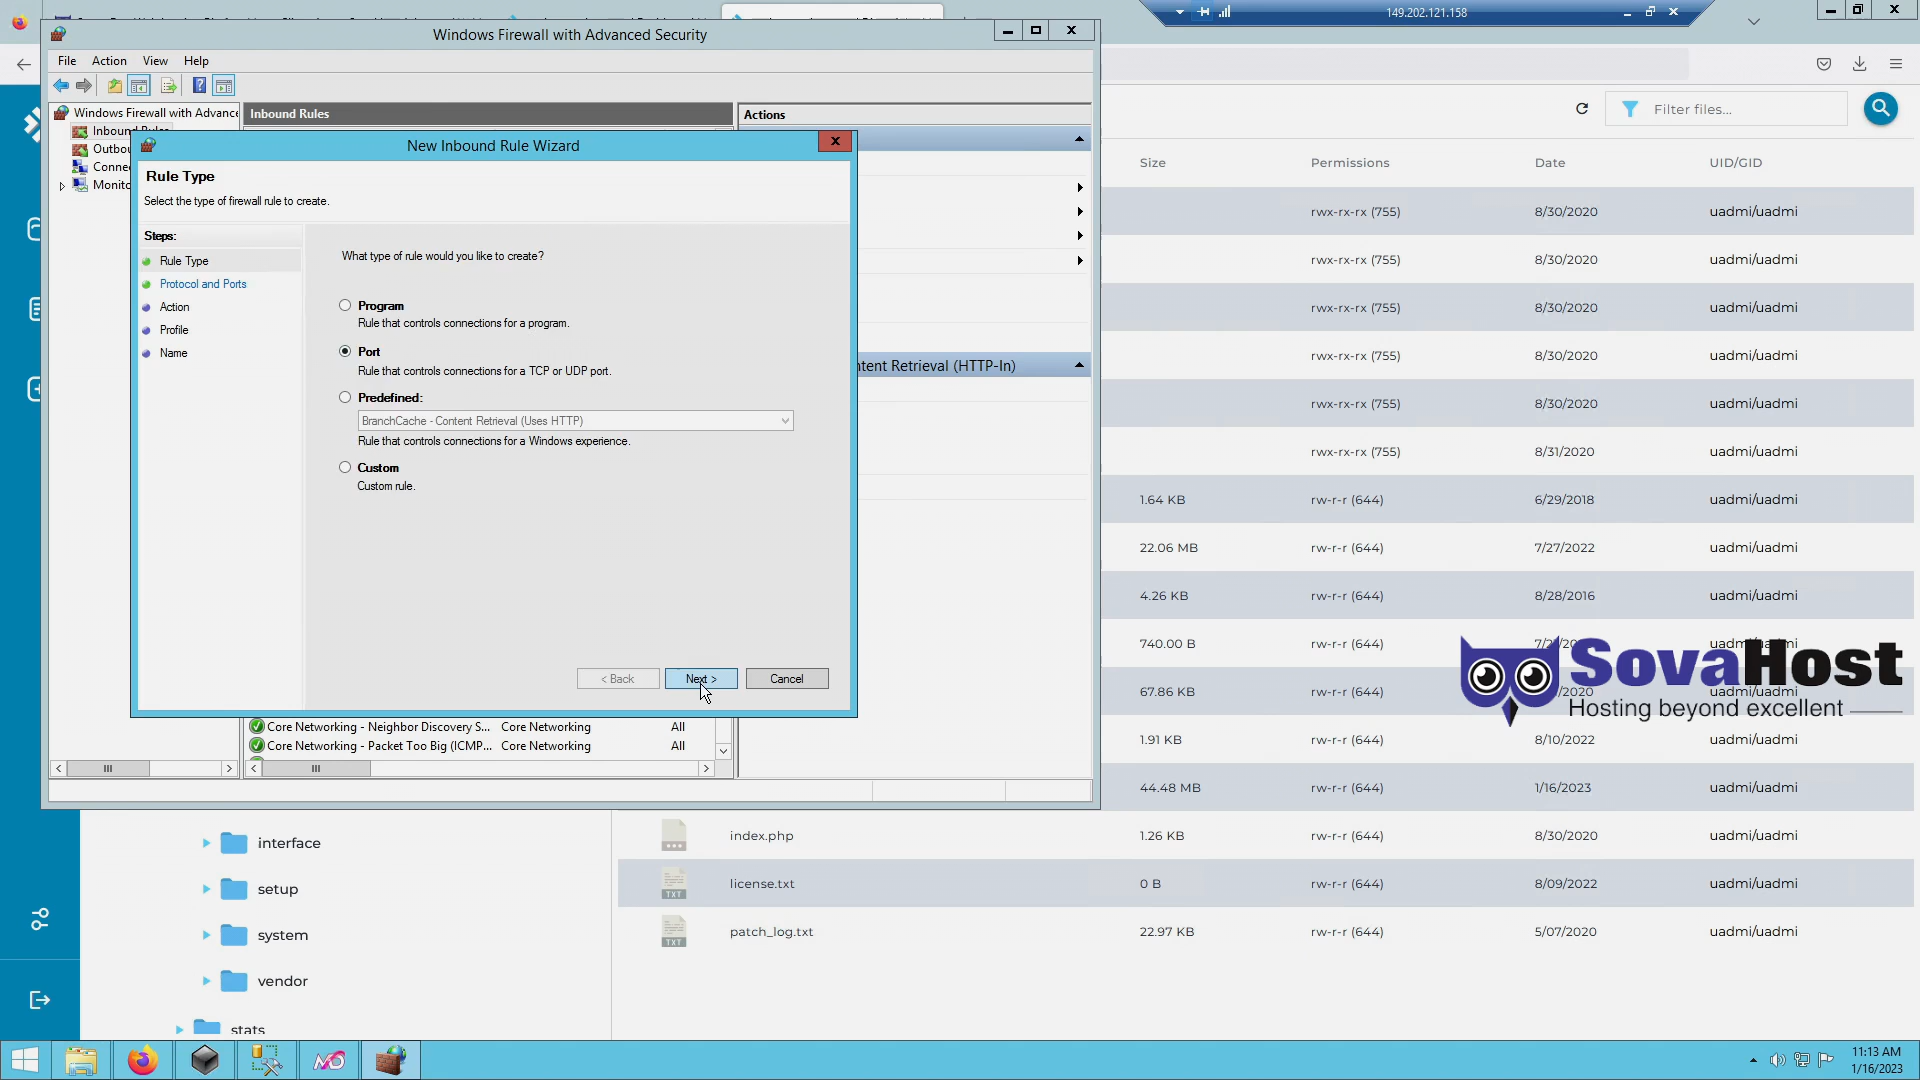 149.202.121.158
Windows Firewall with Advanced Security
File Action View Help
Windows Firewall with Advance
Inbound Rules
Outbou
Connec
Monito
Inbound Rules
Actions
New Inbound Rule Wizard
Rule Type
Select the type of firewall rule to create.
Steps:
Rule Type
Protocol and Ports
Action
Profile
Name
What type of rule would you like to create?
Program
Rule that controls connections for a program.
Port
Rule that controls connections for a TCP or UDP port.
Predefined:
BranchCache - Content Retrieval (Uses HTTP)
Rule that controls connections for a Windows experience.
Custom
Custom rule.
< Back
Next >
Cancel
ntent Retrieval (HTTP-In)
Core Networking - Neighbor Discovery S... Core Networking All
Core Networking - Packet Too Big (ICMP... Core Networking All
Filter files...
Size Permissions Date UID/GID
rwx-rx-rx (755) 8/30/2020 uadmi/uadmi
rwx-rx-rx (755) 8/30/2020 uadmi/uadmi
rwx-rx-rx (755) 8/30/2020 uadmi/uadmi
rwx-rx-rx (755) 8/30/2020 uadmi/uadmi
rwx-rx-rx (755) 8/30/2020 uadmi/uadmi
rwx-rx-rx (755) 8/31/2020 uadmi/uadmi
1.64 KB rw-r-r (644) 6/29/2018 uadmi/uadmi
22.06 MB rw-r-r (644) 7/27/2022 uadmi/uadmi
4.26 KB rw-r-r (644) 8/28/2016 uadmi/uadmi
740.00 B rw-r-r (644)
67.86 KB rw-r-r (644)
SovaHost
Hosting beyond excellent
1.91 KB rw-r-r (644) 8/10/2022 uadmi/uadmi
44.48 MB rw-r-r (644) 1/16/2023 uadmi/uadmi
index.php 1.26 KB rw-r-r (644) 8/30/2020 uadmi/uadmi
license.txt 0 B rw-r-r (644) 8/09/2022 uadmi/uadmi
patch_log.txt 22.97 KB rw-r-r (644) 5/07/2020 uadmi/uadmi
TXT
TXT
interface
setup
system
vendor
stats
11:13 AM
1/16/2023